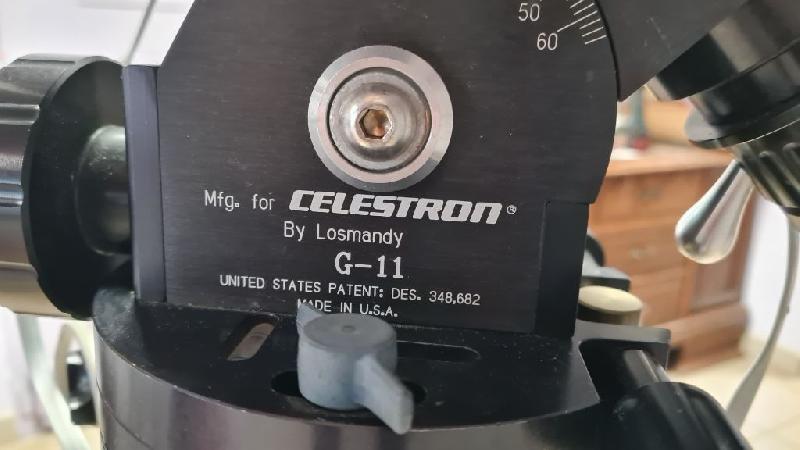 50
60
Mfg. for CELESTRON®
By Losmandy
G-11
UNITED STATES PATENT: DES. 348,682
MADE IN U.S.A.